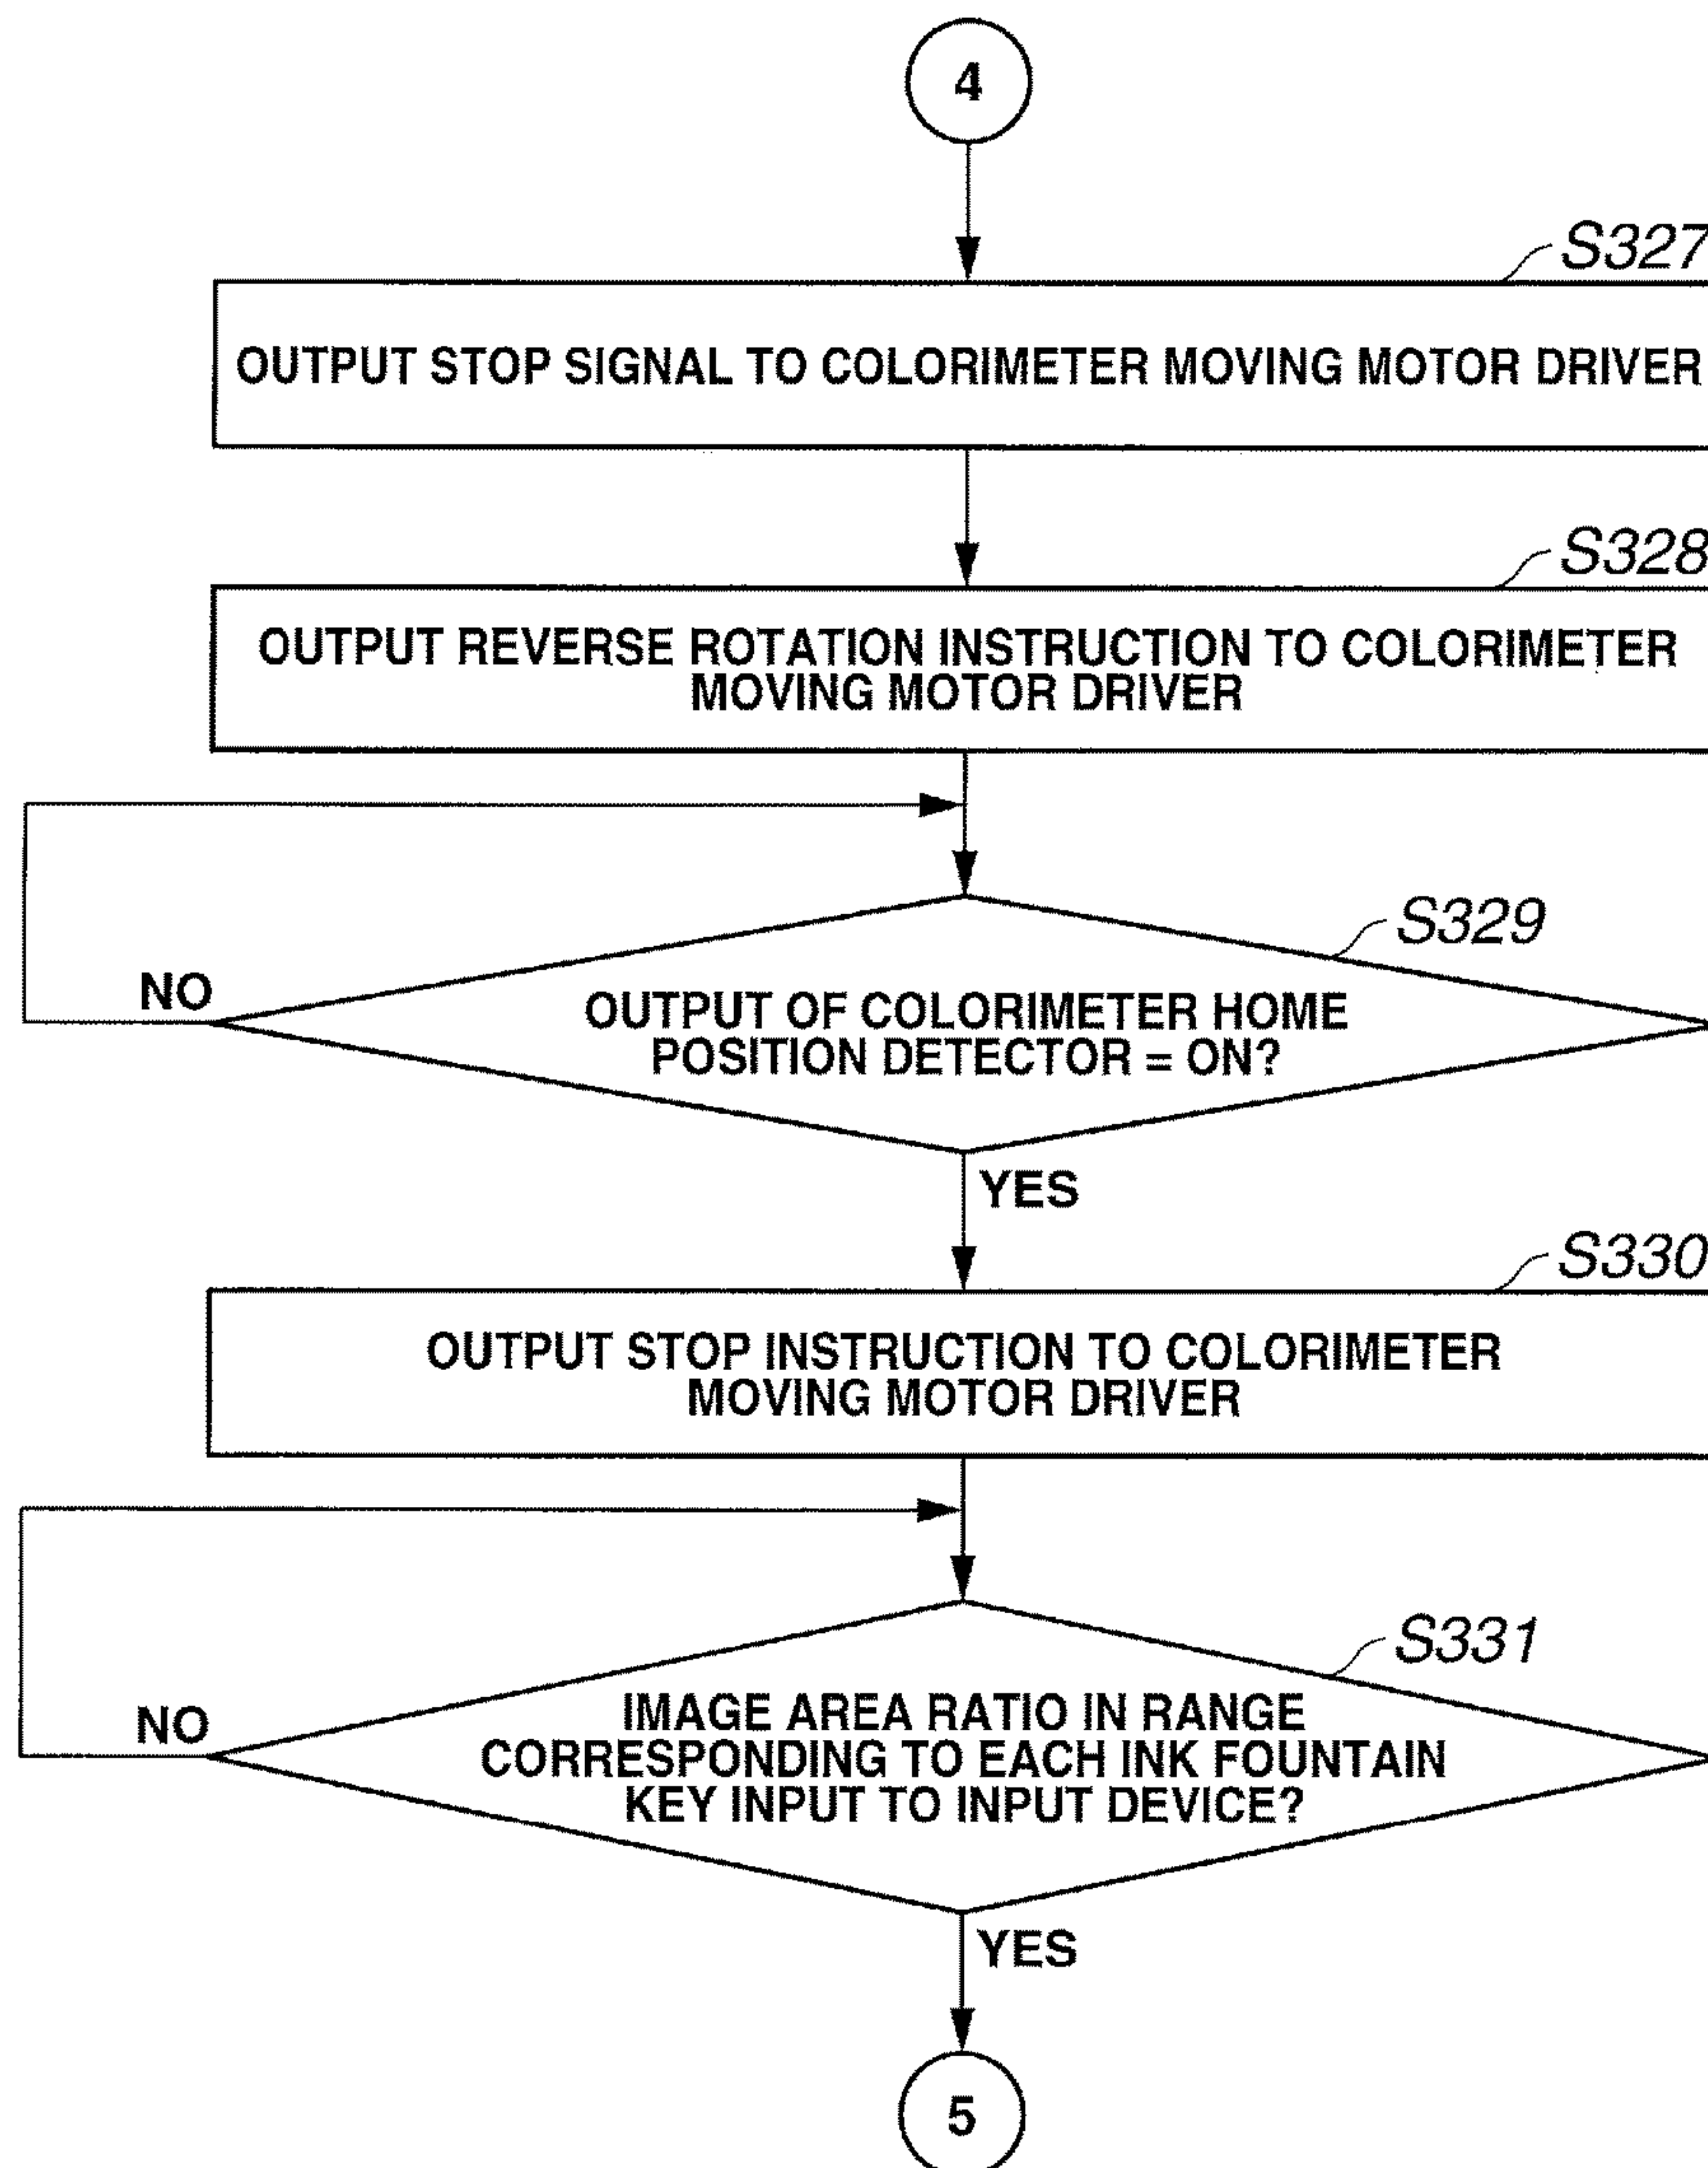 4
S327
OUTPUT STOP SIGNAL TO COLORIMETER MOVING MOTOR DRIVER
S328
OUTPUT REVERSE ROTATION INSTRUCTION TO COLORIMETER
MOVING MOTOR DRIVER
S329
NO
OUTPUT OF COLORIMETER HOME
POSITION DETECTOR = ON?
YES
S330
OUTPUT STOP INSTRUCTION TO COLORIMETER
MOVING MOTOR DRIVER
S331
NO
IMAGE AREA RATIO IN RANGE
CORRESPONDING TO EACH INK FOUNTAIN
KEY INPUT TO INPUT DEVICE?
YES
5